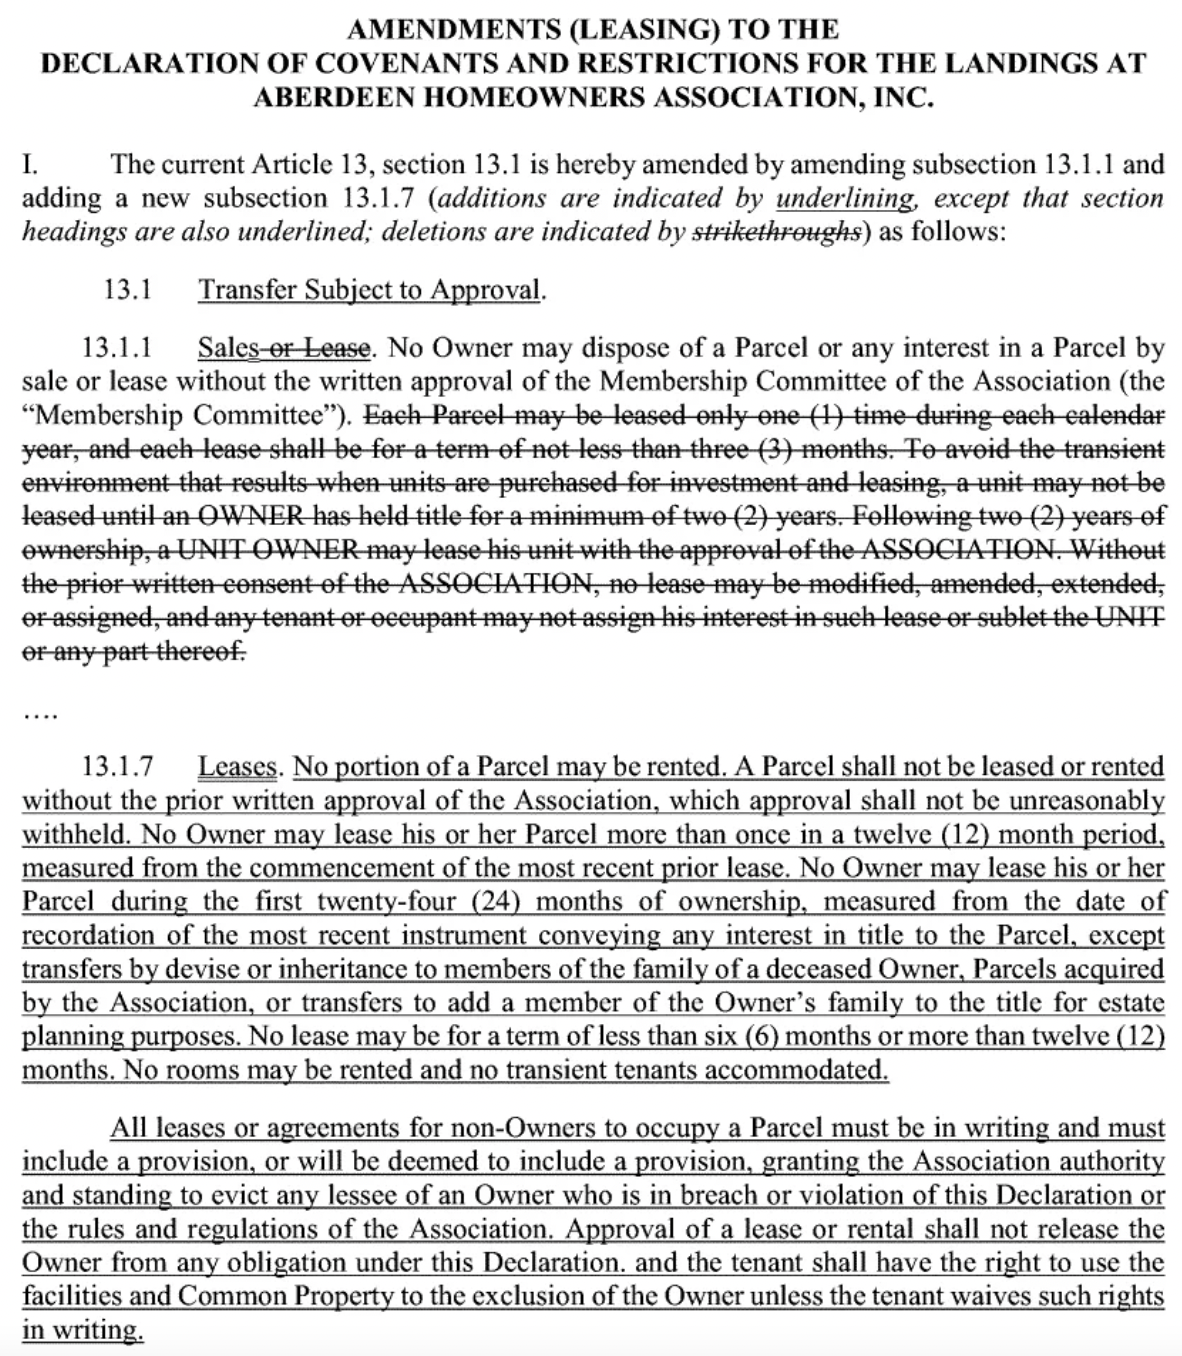 AMENDMENTS (LEASING) TO THE
DECLARATION OF COVENANTS AND RESTRICTIONS FOR THE LANDINGS AT
ABERDEEN HOMEOWNERS ASSOCIATION, INC.
I. The current Article 13, section 13.1 is hereby amended by amending subsection 13.1.1 and
adding a new subsection 13.1.7 (additions are indicated by underlining, except that section
headings are also underlined; deletions are indicated by strikethroughs) as follows:
13.1 Transfer Subject to Approval.
13.1.1 Sales or Lease. No Owner may dispose of a Parcel or any interest in a Parcel by
sale or lease without the written approval of the Membership Committee of the Association (the
“Membership Committee”). Each Parcel may be leased only one (1) time during each calendar
year, and each lease shall be for a term of not less than three (3) months. To avoid the transient
environment that results when units are purchased for investment and leasing, a unit may not be
leased until an OWNER has held title for a minimum of two (2) years. Following two (2) years of
ownership, a UNIT OWNER may lease his unit with the approval of the ASSOCIATION. Without
the prior written consent of the ASSOCIATION, no lease may be modified, amended, extended,
or assigned, and any tenant or occupant may not assign his interest in such lease or sublet the UNIT
or any part thereof.
….
13.1.7 Leases. No portion of a Parcel may be rented. A Parcel shall not be leased or rented
without the prior written approval of the Association, which approval shall not be unreasonably
withheld. No Owner may lease his or her Parcel more than once in a twelve (12) month period,
measured from the commencement of the most recent prior lease. No Owner may lease his or her
Parcel during the first twenty-four (24) months of ownership, measured from the date of
recordation of the most recent instrument conveying any interest in title to the Parcel, except
transfers by devise or inheritance to members of the family of a deceased Owner, Parcels acquired
by the Association, or transfers to add a member of the Owner’s family to the title for estate
planning purposes. No lease may be for a term of less than six (6) months or more than twelve (12)
months. No rooms may be rented and no transient tenants accommodated.
All leases or agreements for non-Owners to occupy a Parcel must be in writing and must
include a provision, or will be deemed to include a provision, granting the Association authority
and standing to evict any lessee of an Owner who is in breach or violation of this Declaration or
the rules and regulations of the Association. Approval of a lease or rental shall not release the
Owner from any obligation under this Declaration. and the tenant shall have the right to use the
facilities and Common Property to the exclusion of the Owner unless the tenant waives such rights
in writing.